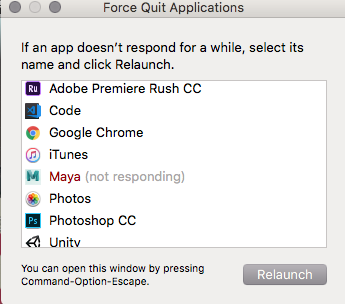 Force Quit Applications
If an app doesn't respond for a while, select its
name and click Relaunch.
Ru Adobe Premiere Rush CC
Code
Google Chrome
iTunes
M Maya (not responding)
Photos
Ps Photoshop CC
Unity
You can open this window by pressing
Command-Option-Escape.
Relaunch